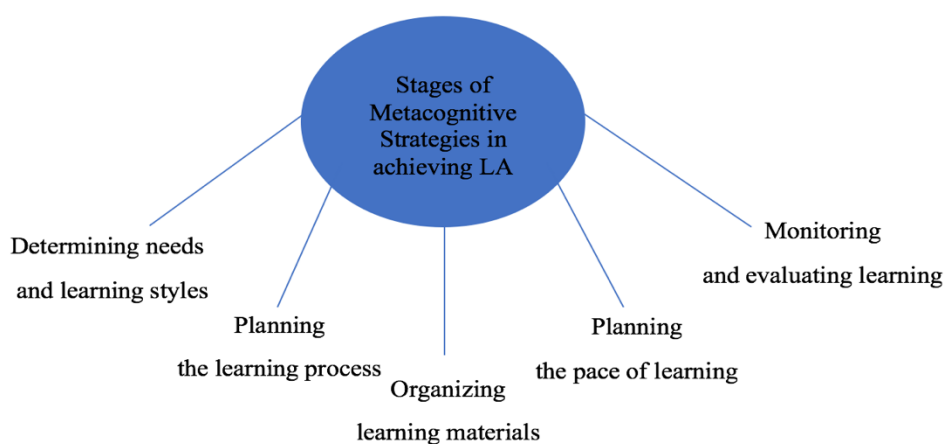 Stages of
Metacognitive
Strategies in
achieving LA
Determining needs
and learning styles
Planning
the learning process
Organizing
learning materials
Planning
the pace of learning
Monitoring
and evaluating learning